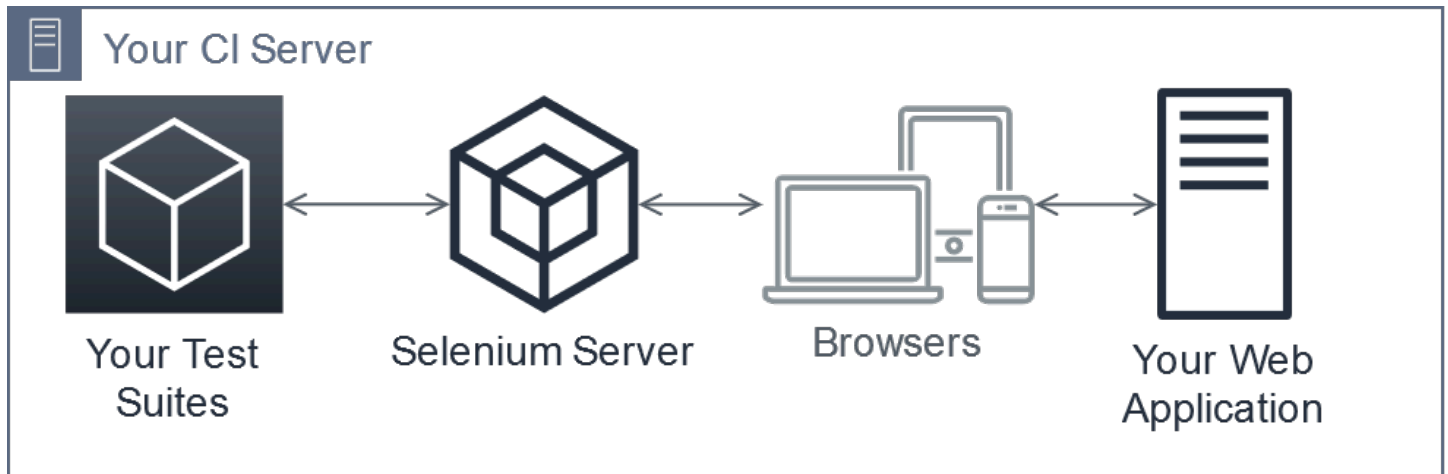 Your CI Server
Your Test
Suites
Selenium Server
Browsers
Your Web
Application